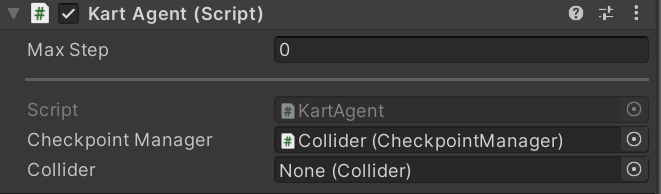 Kart Agent (Script)
Max Step 0
Script KartAgent
Checkpoint Manager Collider (CheckpointManager)
Collider None (Collider)